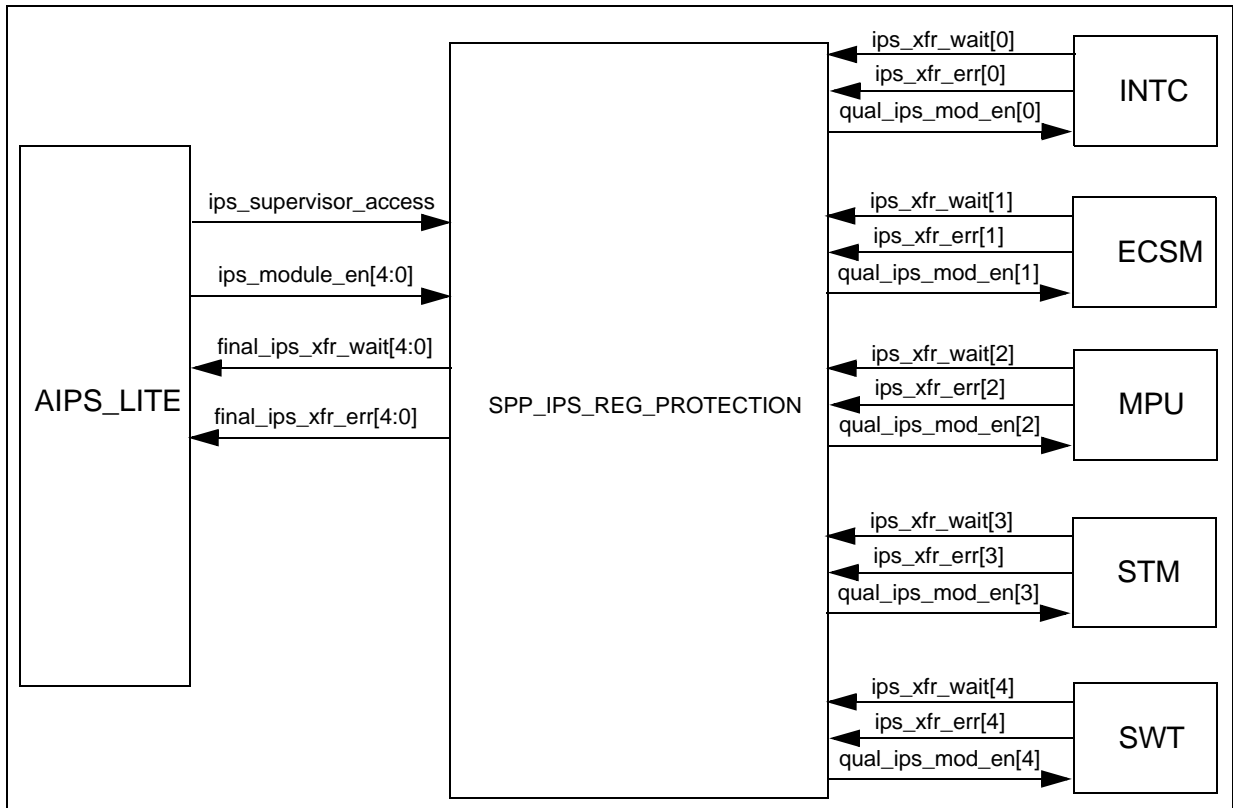 ips_xfr_wait[0]
ips_xfr_err[0]
qual_ips_mod_en[0]
INTC
ips_supervisor_access
ips_module_en[4:0]
final_ips_xfr_wait[4:0]
final_ips_xfr_err[4:0]
AIPS_LITE
SPP_IPS_REG_PROTECTION
ips_xfr_wait[1]
ips_xfr_err[1]
qual_ips_mod_en[1]
ECSM
ips_xfr_wait[2]
ips_xfr_err[2]
qual_ips_mod_en[2]
MPU
ips_xfr_wait[3]
ips_xfr_err[3]
qual_ips_mod_en[3]
STM
ips_xfr_wait[4]
ips_xfr_err[4]
qual_ips_mod_en[4]
SWT